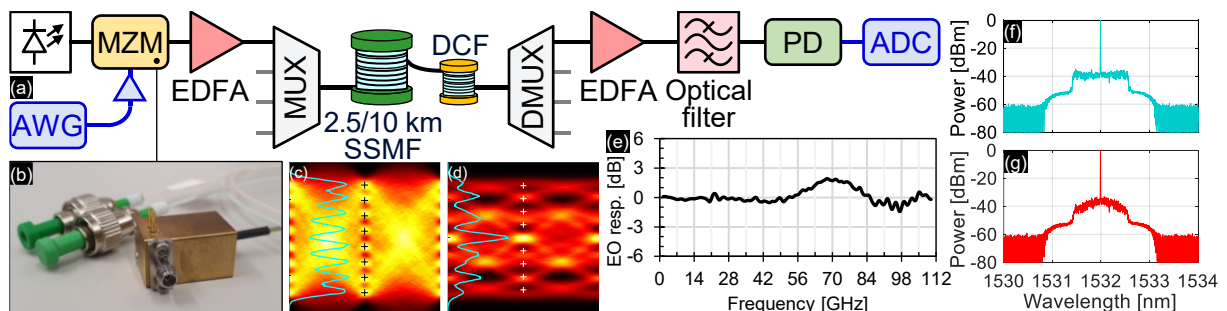 (a)
MZM
AWG
EDFA
MUX
2.5/10 km
SSMF
DCF
DMUX
EDFA
Optical
filter
PD
ADC
(b)
(c)
(d)
(e)
EO resp. [dB]
6
3
0
-3
-6
0 14 28 42 56 70 84 98 112
Frequency [GHz]
(f)
Power [dBm]
0
-40
-60
-80
(g)
Power [dBm]
0
-40
-60
-80
1530 1531 1532 1533 1534
Wavelength [nm]